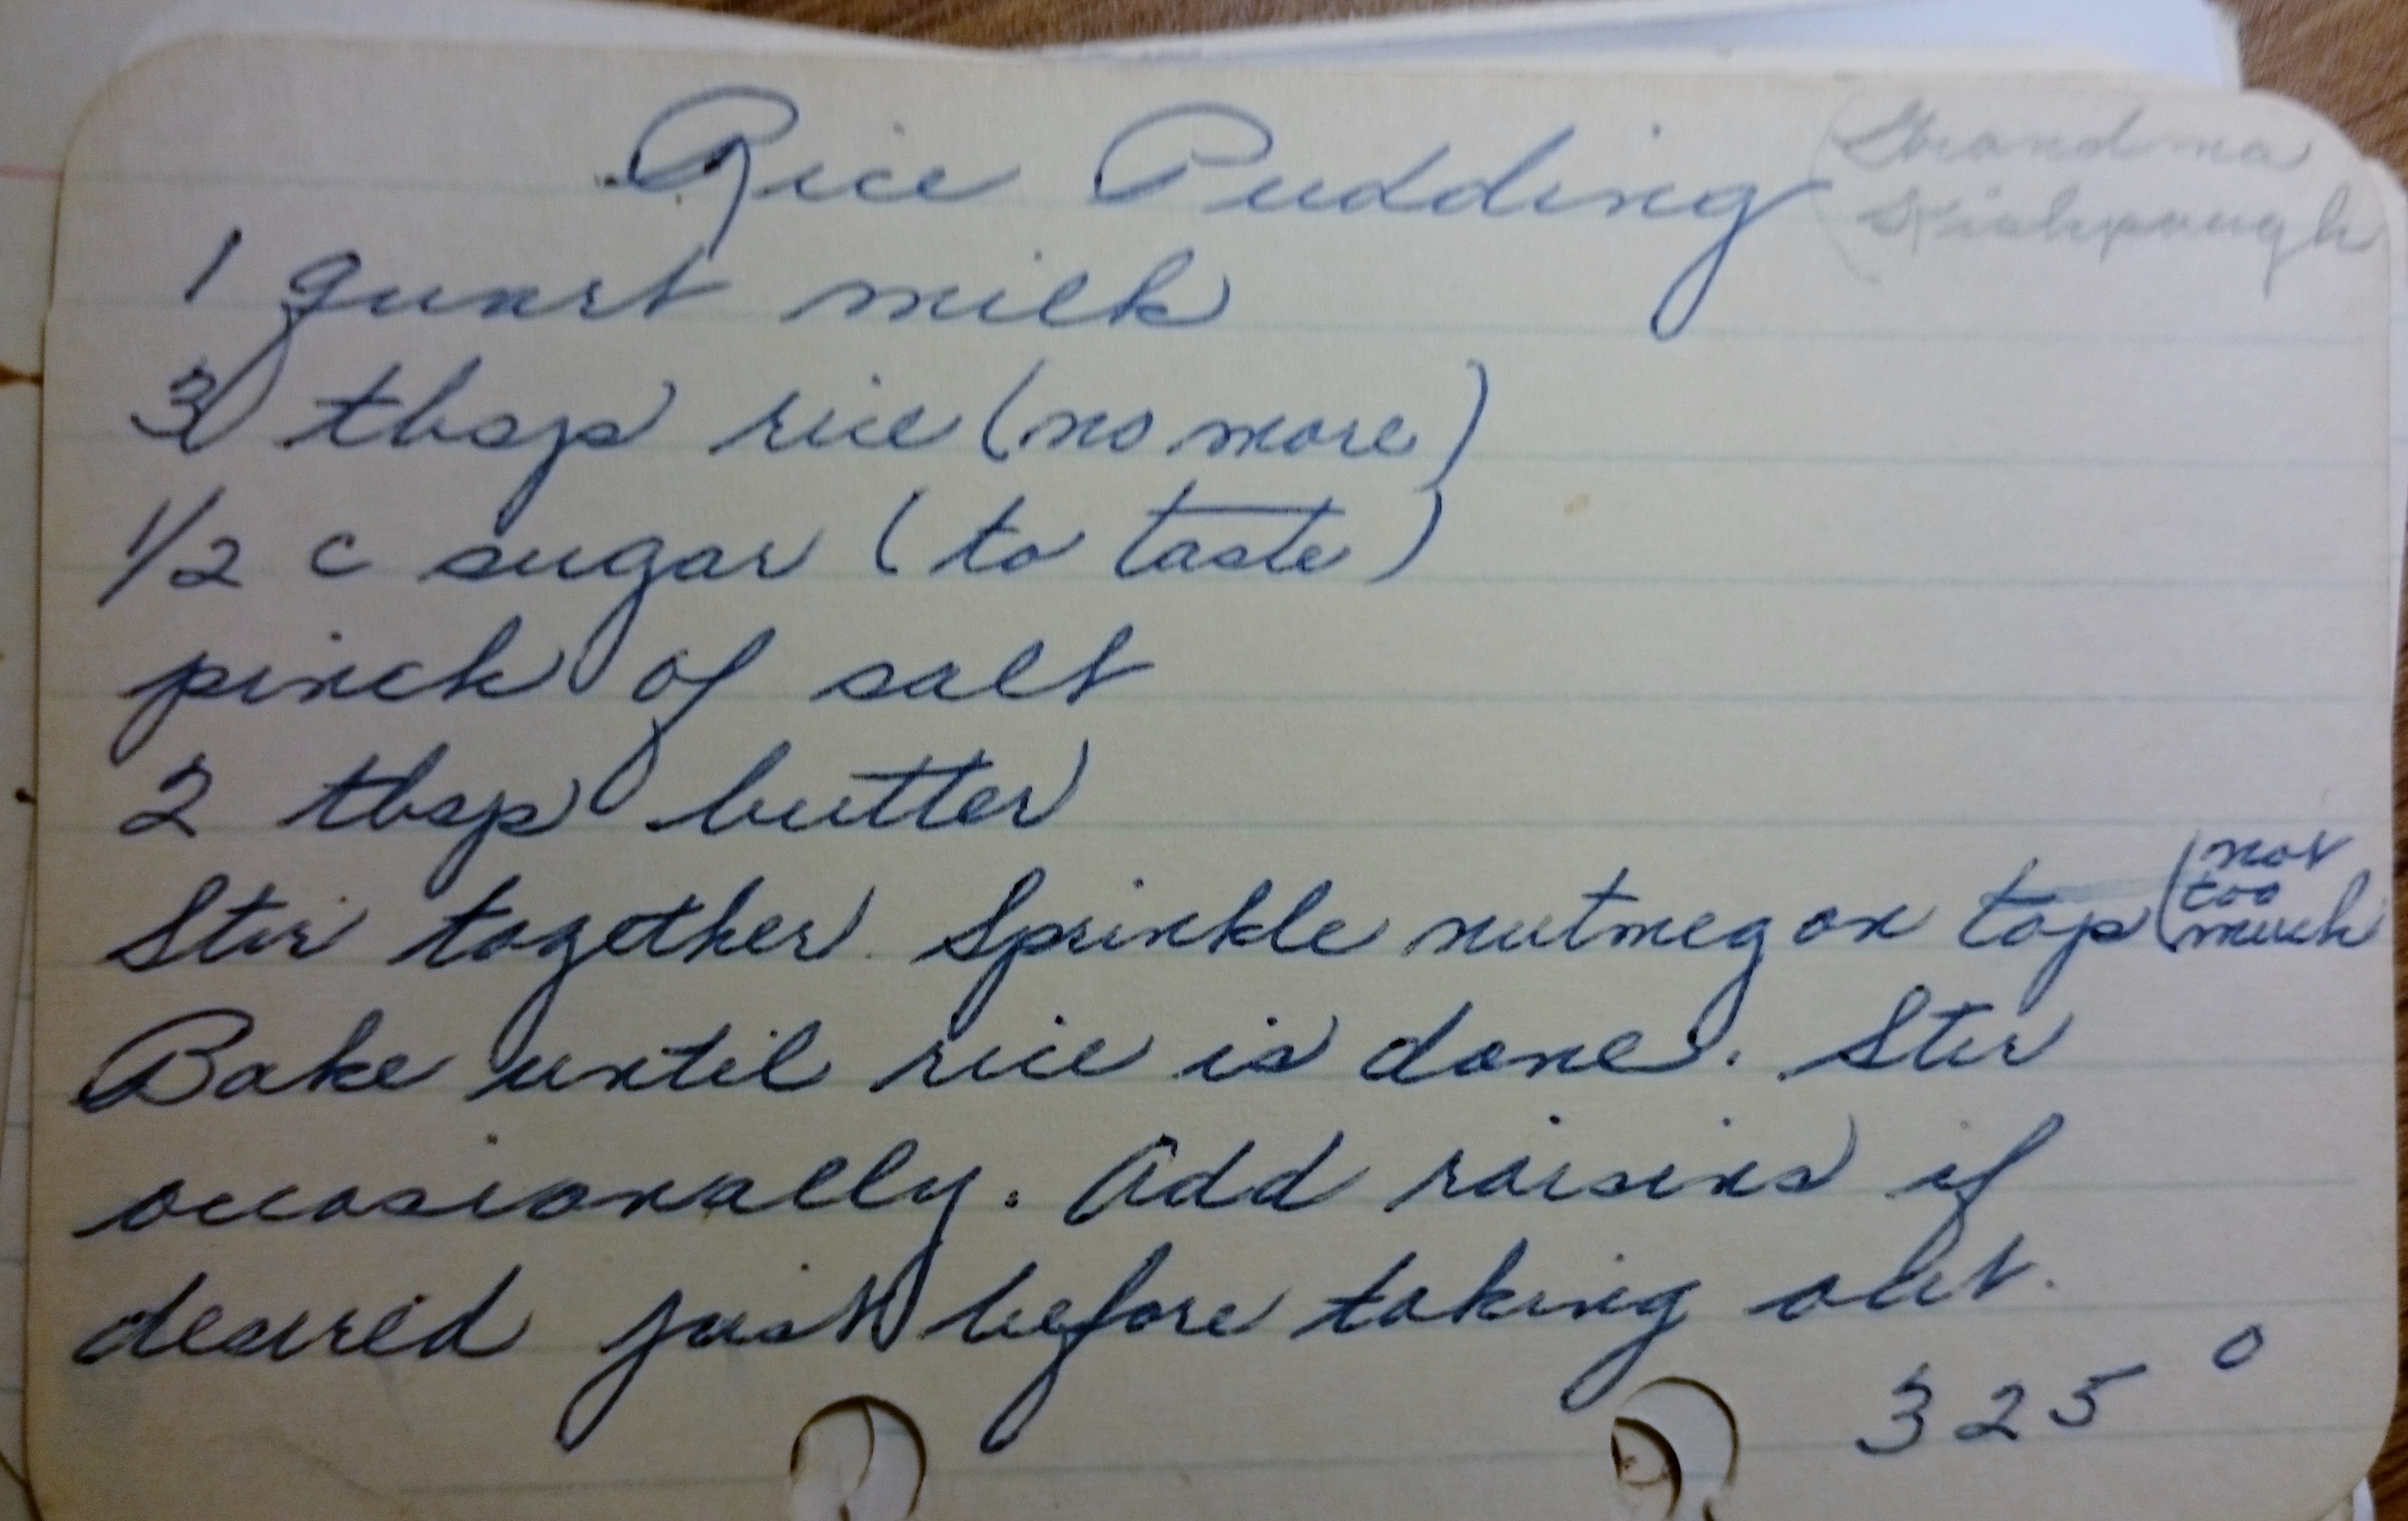 Rice Pudding (Grandma
Kishpaugh
1 quart milk
3 tbsp rice (no more)
1/2 c sugar (to taste)
pinch of salt
2 tbsp butter
Stir together. Sprinkle nutmeg on top (not
too
much
Bake until rice is done. Stir
occasionally. Add raisins if
desired just before taking out.
325°